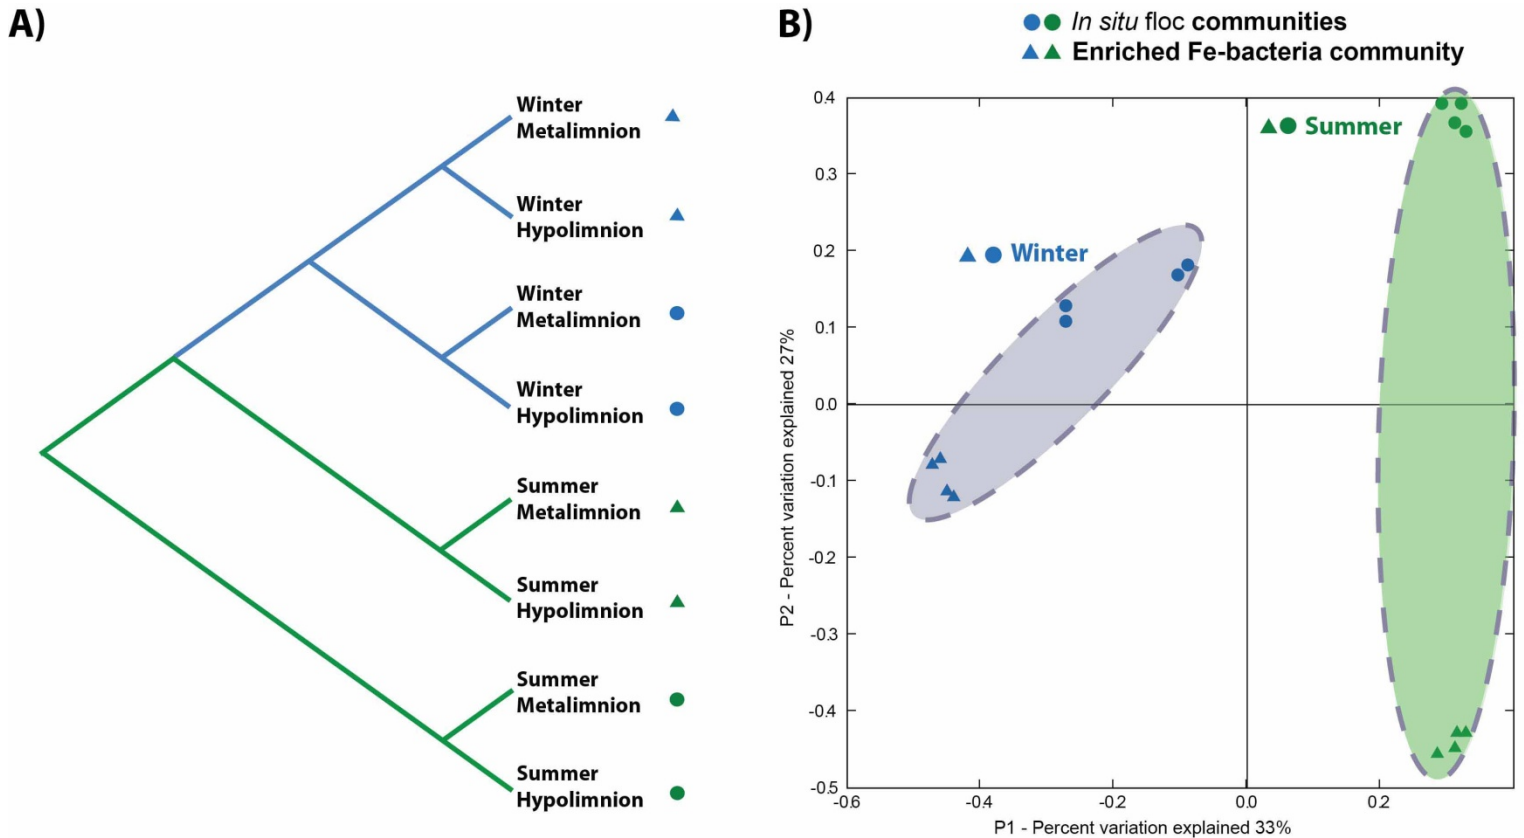 A)
Winter
Metalimnion
Winter
Hypolimnion
Winter
Metalimnion
Winter
Hypolimnion
Summer
Metalimnion
Summer
Hypolimnion
Summer
Metalimnion
Summer
Hypolimnion
B)
In situ floc communities
Enriched Fe-bacteria community
Summer
Winter
0.4
0.3
0.2
0.1
0.0
-0.1
-0.2
-0.3
-0.4
-0.5
P2 - Percent variation explained 27%
-0.6
-0.4
-0.2
0.0
0.2
P1 - Percent variation explained 33%